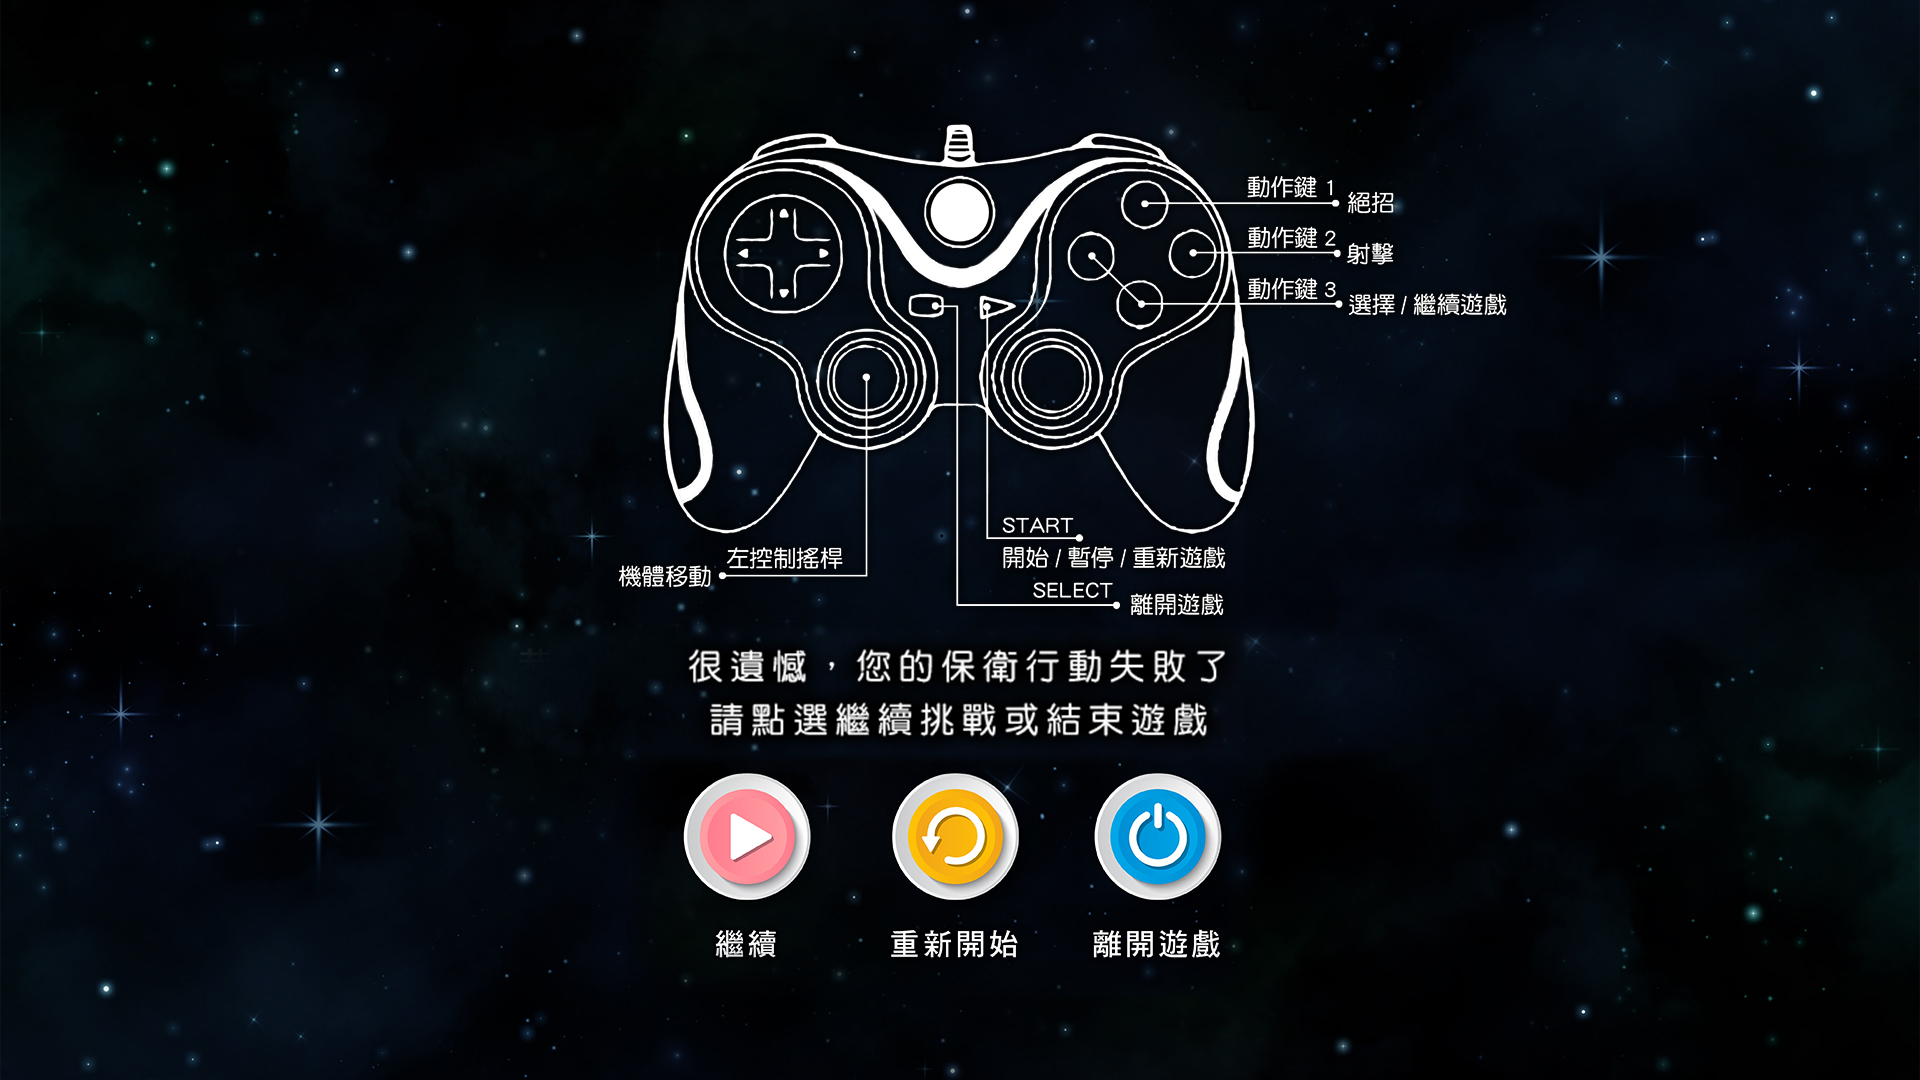 動作鍵 1
絕招
動作鍵 2
射擊
動作鍵 3
選擇 / 繼續遊戲
START
開始 / 暫停 / 重新遊戲
左控制搖桿
機體移動
SELECT
離開遊戲
很遺憾，您的保衛行動失敗了
請點選繼續挑戰或結束遊戲
繼續
重新開始
離開遊戲